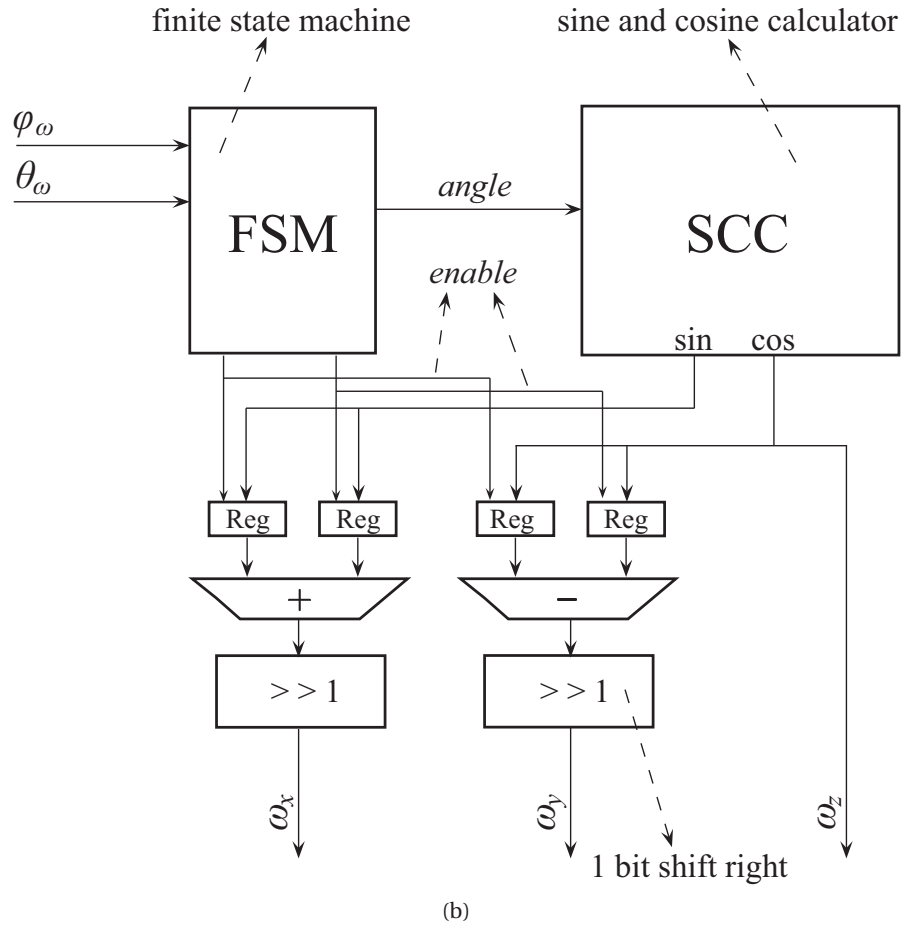 finite state machine
sine and cosine calculator
φω
θω
angle
FSM
SCC
enable
sin
cos
Reg
Reg
Reg
Reg
+
−
> > 1
> > 1
ωx
ωy
ωz
1 bit shift right
(b)